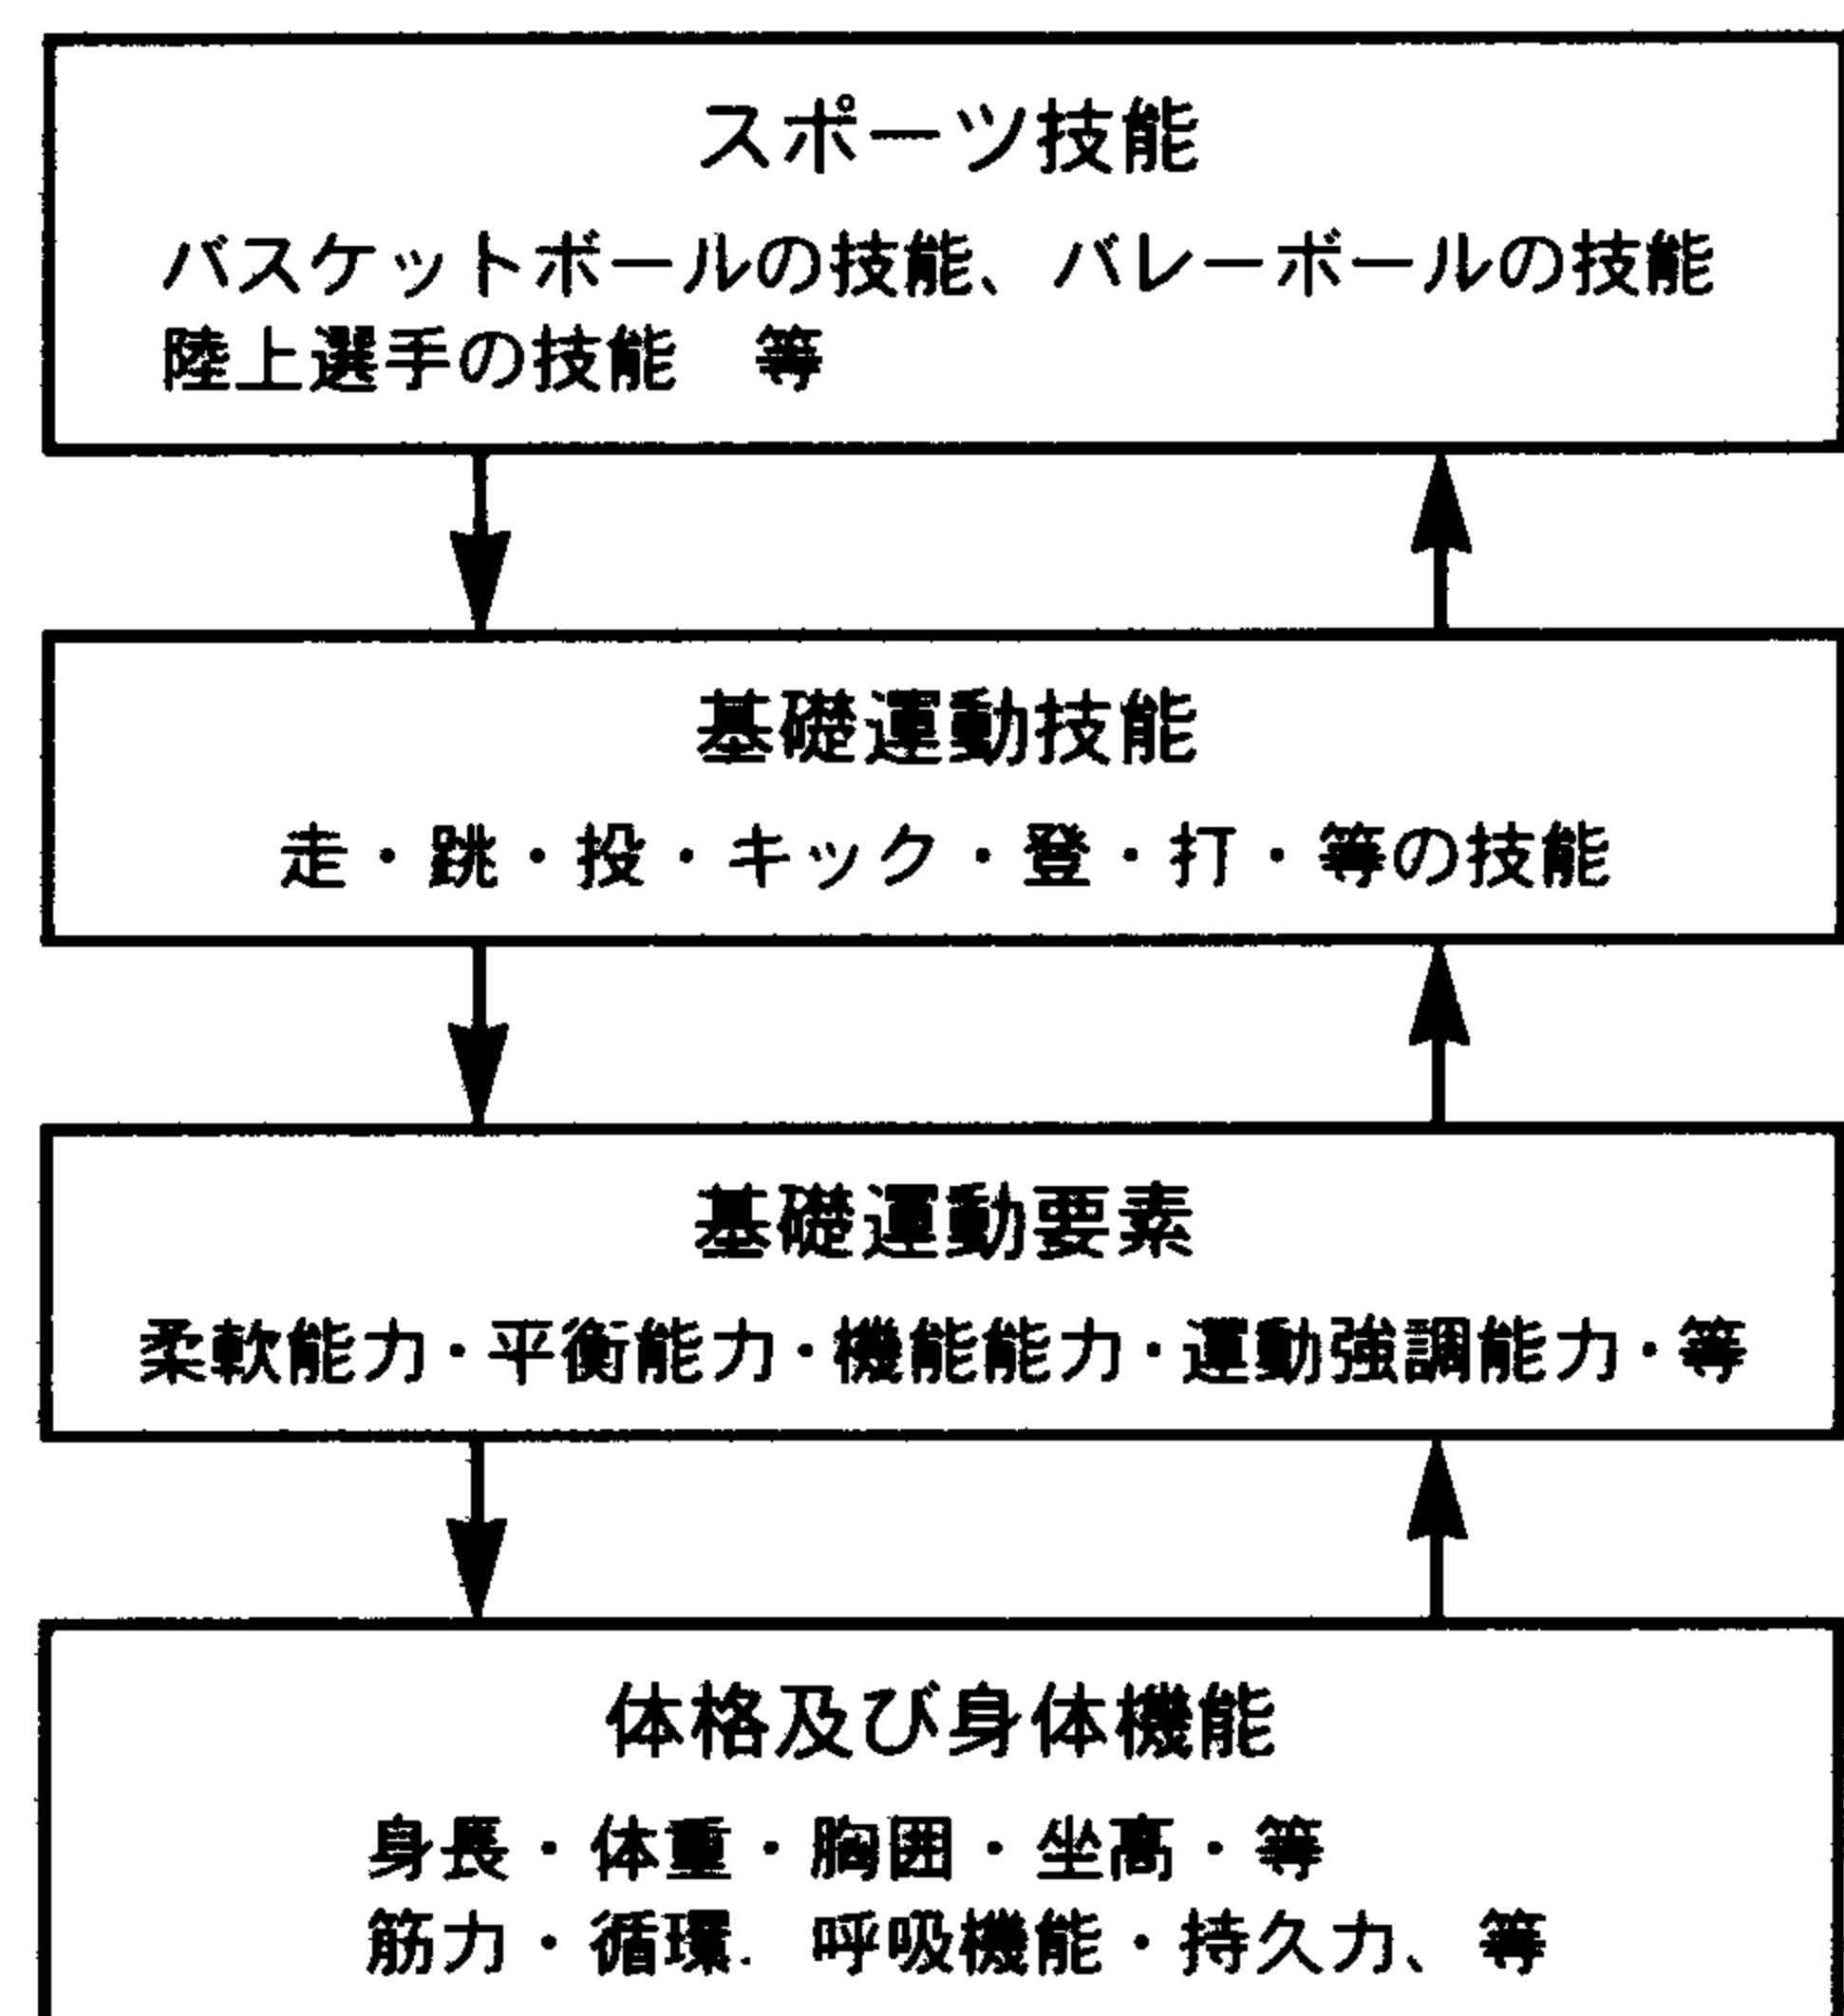 スポーツ技能
バスケットボールの技能、バレーボールの技能
陸上選手の技能　等
基礎運動技能
走・跳・投・キック・登・打・等の技能
基礎運動要素
柔軟能力・平衡能力・機能能力・運動強調能力・等
体格及び身体機能
身長・体重・胸囲・坐高・等
筋力・循環．呼吸機能・持久力、等